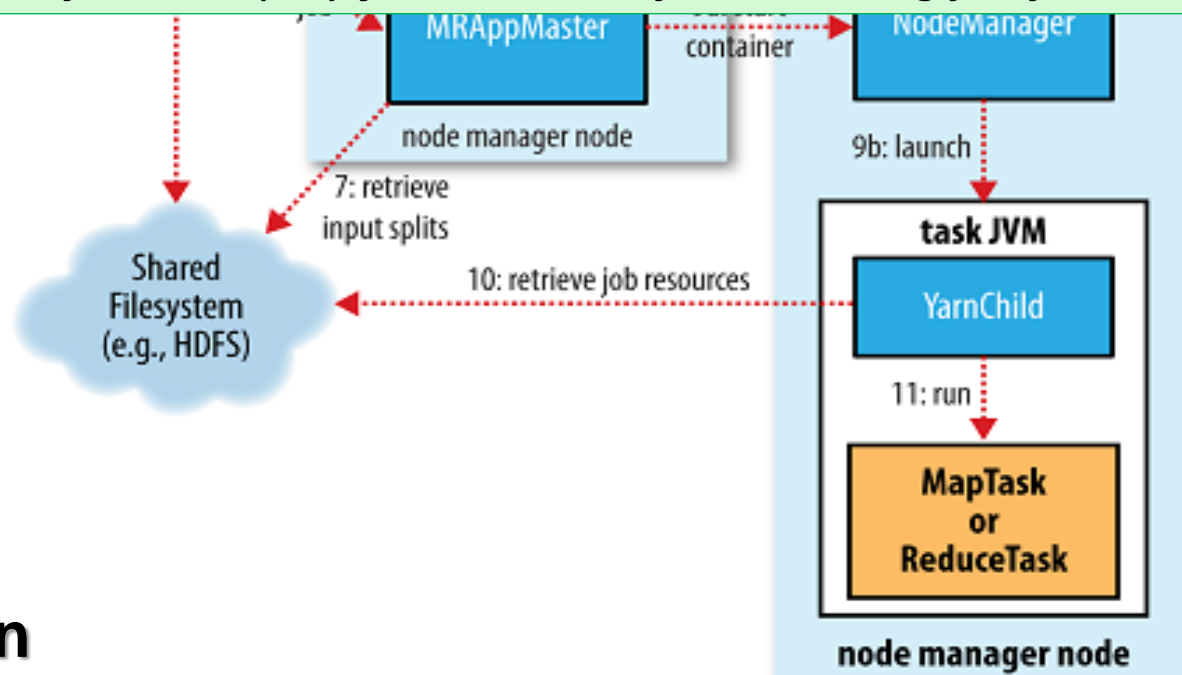 MRAppMaster
container
NodeManager
node manager node
9b: launch
7: retrieve
input splits
task JVM
Shared
Filesystem
(e.g., HDFS)
10: retrieve job resources
YarnChild
11: run
MapTask
or
ReduceTask
n
node manager node